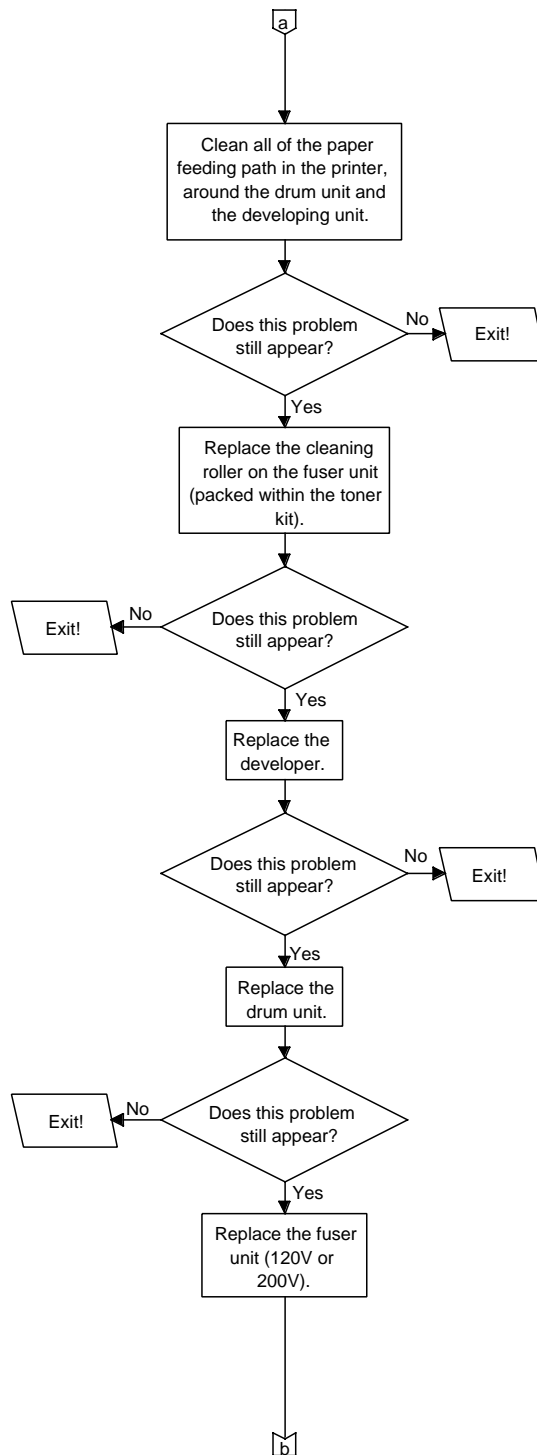 a
Clean all of the paper
feeding path in the printer,
around the drum unit and
the developing unit.
Does this problem
still appear?
No
Exit!
Yes
Replace the cleaning
roller on the fuser unit
(packed within the toner
kit).
Does this problem
still appear?
No
Exit!
Yes
Replace the
developer.
Does this problem
still appear?
No
Exit!
Yes
Replace the
drum unit.
Does this problem
still appear?
No
Exit!
Yes
Replace the fuser
unit (120V or
200V).
b